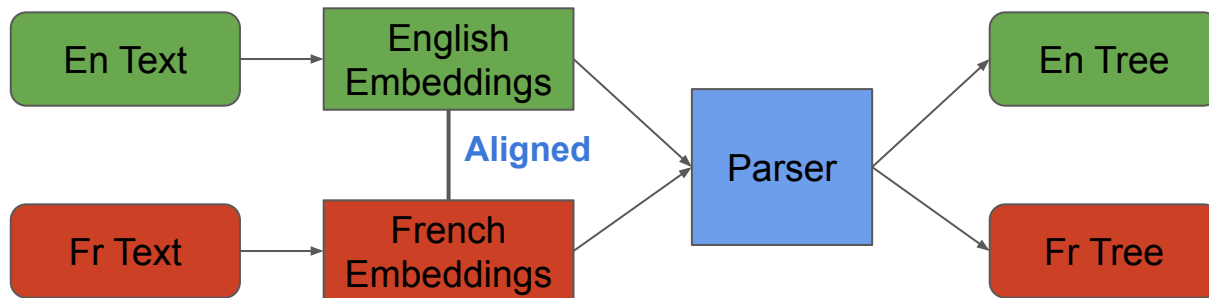 En Text
English
Embeddings
En Tree
Aligned
Parser
Fr Text
French
Embeddings
Fr Tree